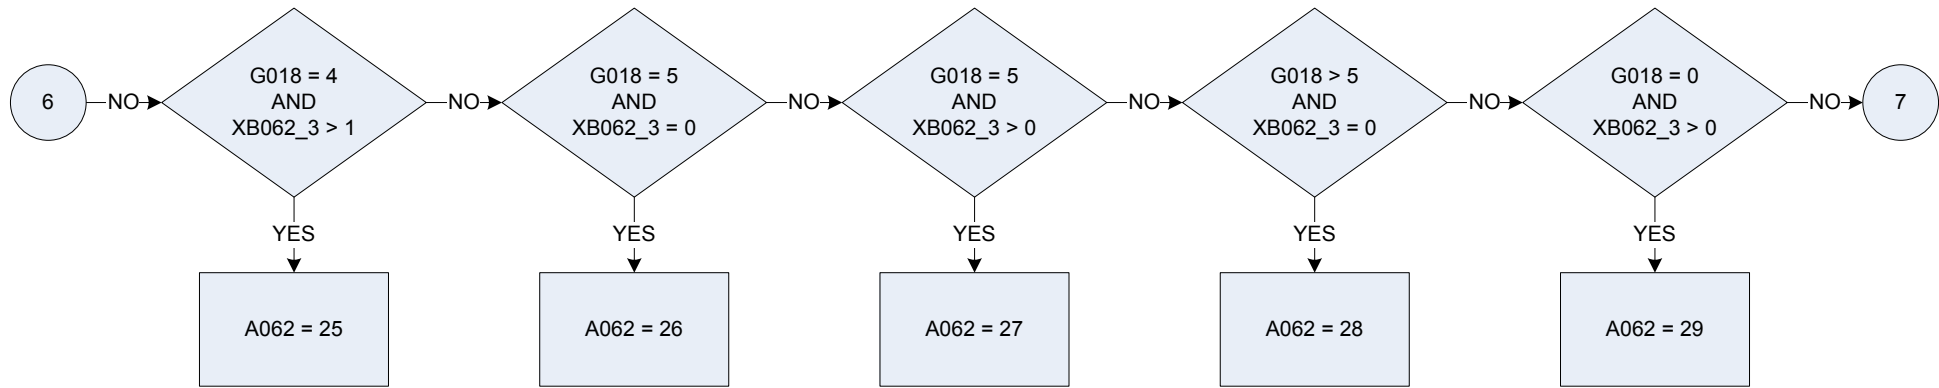 6
NO
G018 = 4
AND
XB062_3 > 1
NO
G018 = 5
AND
XB062_3 = 0
NO
G018 = 5
AND
XB062_3 > 0
NO
G018 > 5
AND
XB062_3 = 0
NO
G018 = 0
AND
XB062_3 > 0
NO
7
YES
YES
YES
YES
YES
A062 = 25
A062 = 26
A062 = 27
A062 = 28
A062 = 29